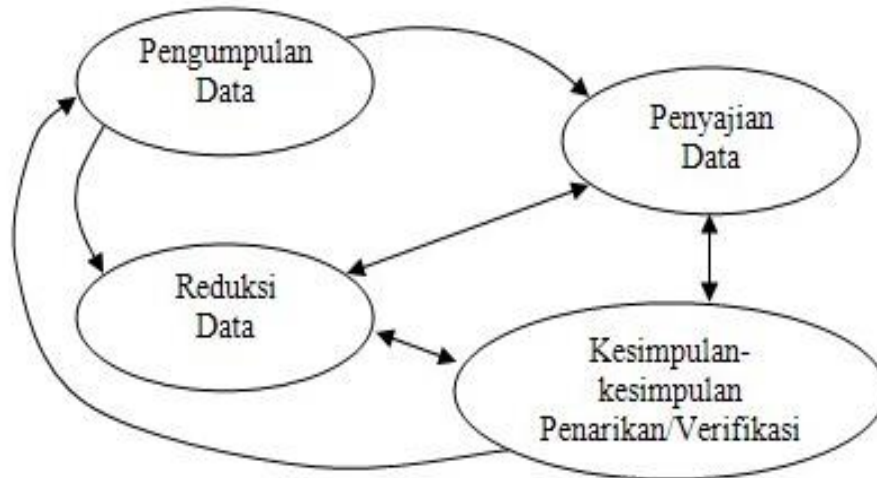 Pengumpulan
Data
Penyajian
Data
Reduksi
Data
Kesimpulan-
kesimpulan
Penarikan/Verifikasi